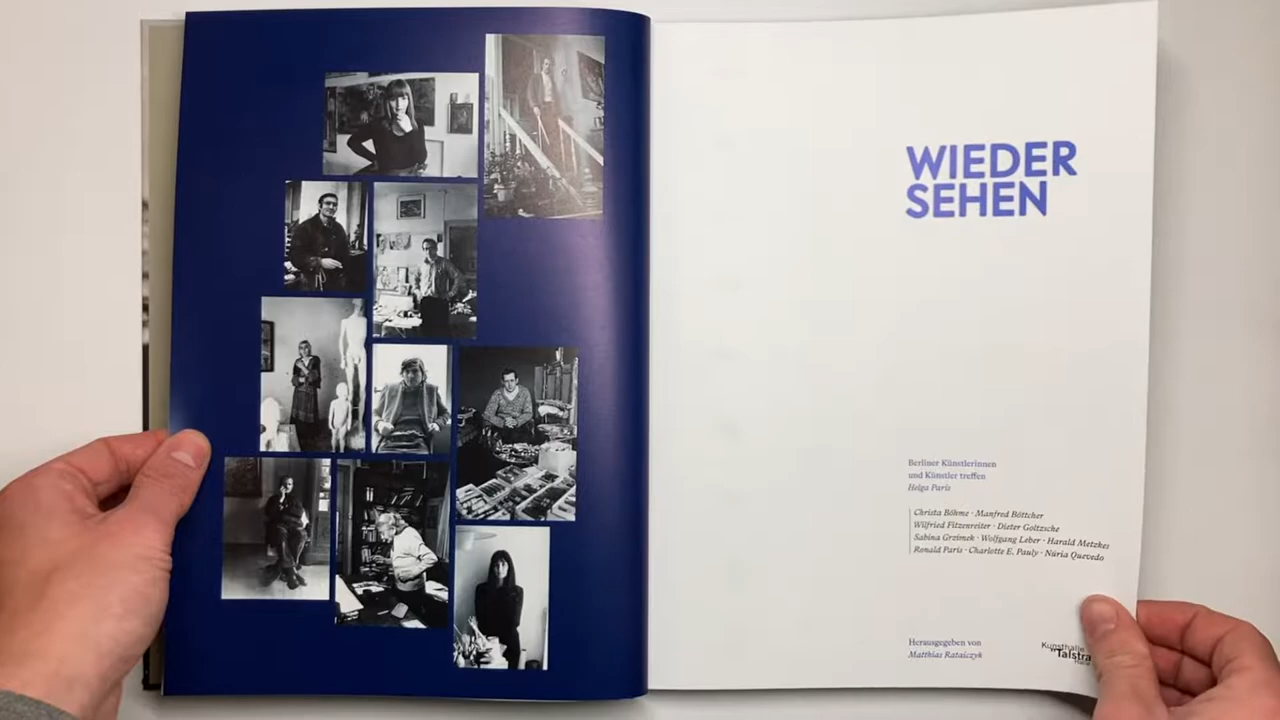 WIEDER
SEHEN
Berliner Künstlerinnen
und Künstler treffen
Helga Paris
Christa Böhme · Manfred Böttcher
Wilfried Fitzenreiter · Dieter Goltzsche
Sabina Grzimek · Wolfgang Leber · Harald Metzkes
Ronald Paris · Charlotte E. Pauly · Núria Quevedo
Herausgegeben von
Matthias Rataiczyk
Kunsthalle
Talstra